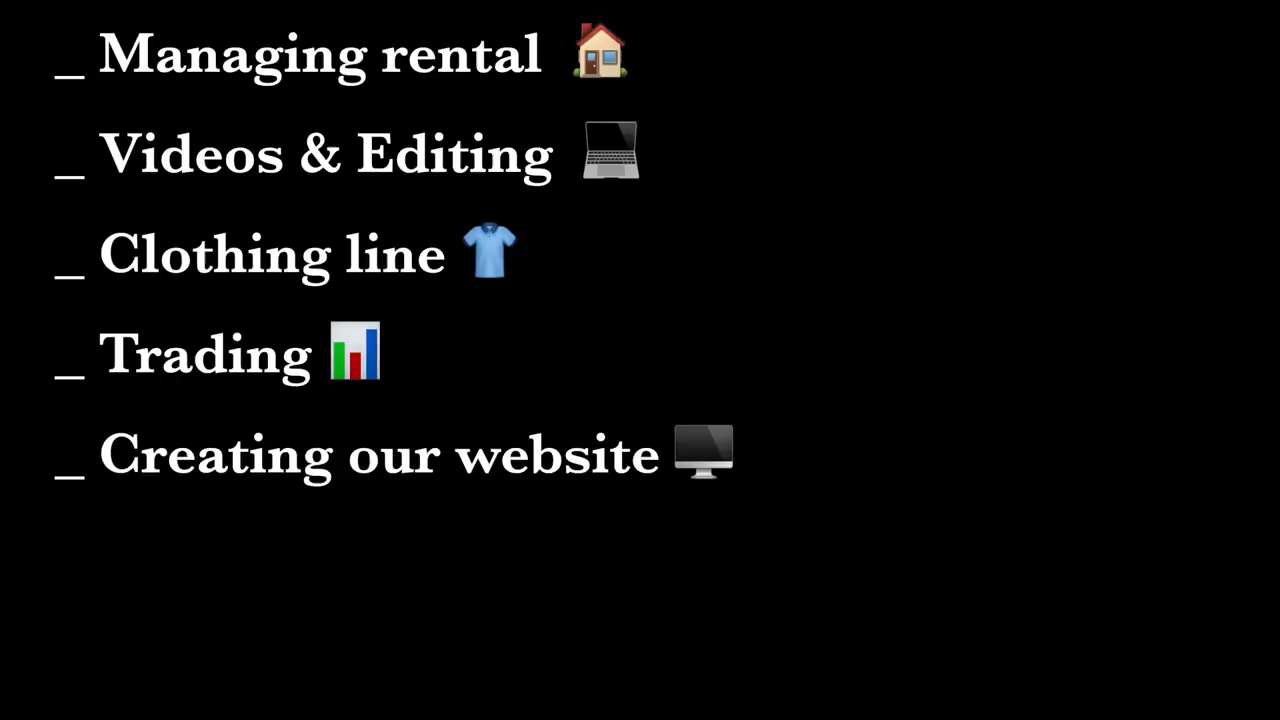 _ Managing rental 🏠
_ Videos & Editing 💻
_ Clothing line 👕
_ Trading 📊
_ Creating our website 🖥️